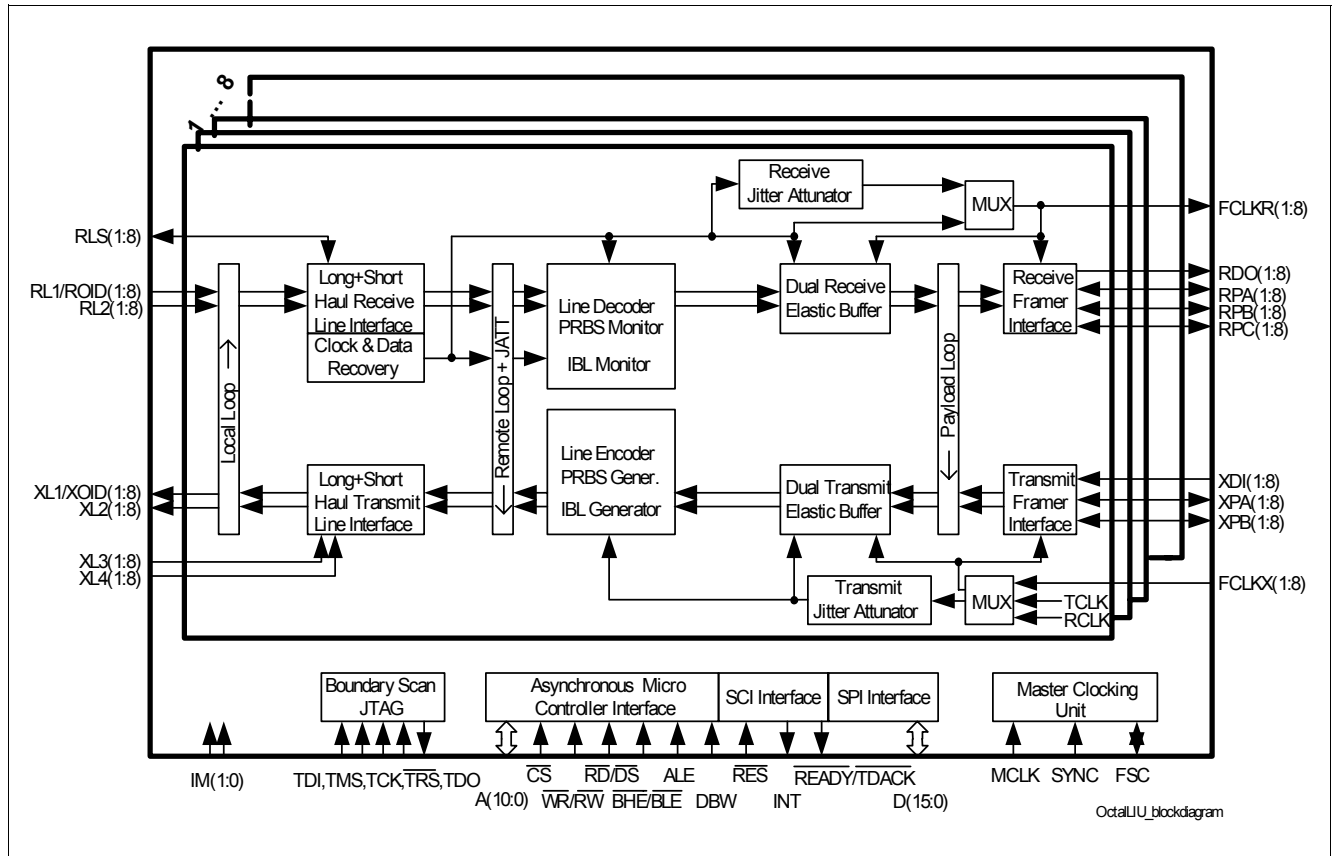 1 .... 8
Receive
Jitter Attunator
MUX
FCLKR(1:8)
RLS(1:8)
RL1/ROID(1:8)
RL2(1:8)
Local Loop
Long+Short
Haul Receive
Line Interface
Clock & Data
Recovery
Remote Loop + JATT
Line Decoder
PRBS Monitor
IBL Monitor
Dual Receive
Elastic Buffer
Payload Loop
Receive
Framer
Interface
RDO(1:8)
RPA(1:8)
RPB(1:8)
RPC(1:8)
XL1/XOID(1:8)
XL2(1:8)
XL3(1:8)
XL4(1:8)
Long+Short
Haul Transmit
Line Interface
Line Encoder
PRBS Gener.
IBL Generator
Dual Transmit
Elastic Buffer
Transmit
Framer
Interface
XDI(1:8)
XPA(1:8)
XPB(1:8)
Transmit
Jitter Attunator
MUX
FCLKX(1:8)
TCLK
RCLK
Boundary Scan
JTAG
Asynchronous Micro
Controller Interface
SCI Interface
SPI Interface
Master Clocking
Unit
IM(1:0)
TDI,TMS,TCK,TRS,TDO
A(10:0)
CS
WR/RW
RD/DS
BHE/BLE
ALE
DBW
RES
INT
READY/TDACK
D(15:0)
MCLK
SYNC
FSC
OctalLIU_blockdiagram